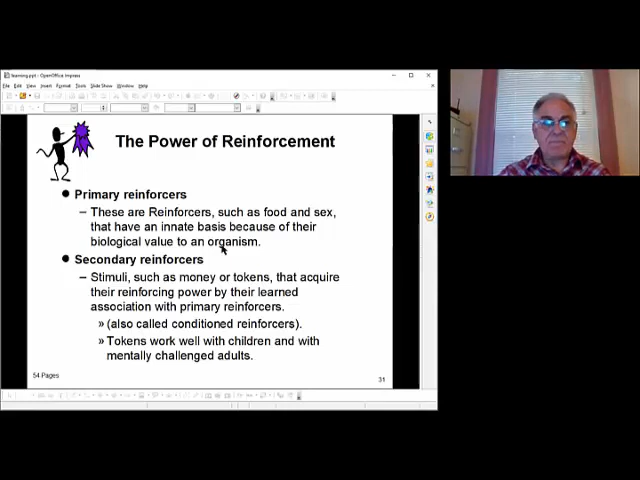 learning.ppt - OpenOffice Impress
File Edit View Insert Format Tools Slide Show Window Help
The Power of Reinforcement
Primary reinforcers
– These are Reinforcers, such as food and sex,
that have an innate basis because of their
biological value to an organism.
Secondary reinforcers
– Stimuli, such as money or tokens, that acquire
their reinforcing power by their learned
association with primary reinforcers.
» (also called conditioned reinforcers).
» Tokens work well with children and with
mentally challenged adults.
54 Pages
31